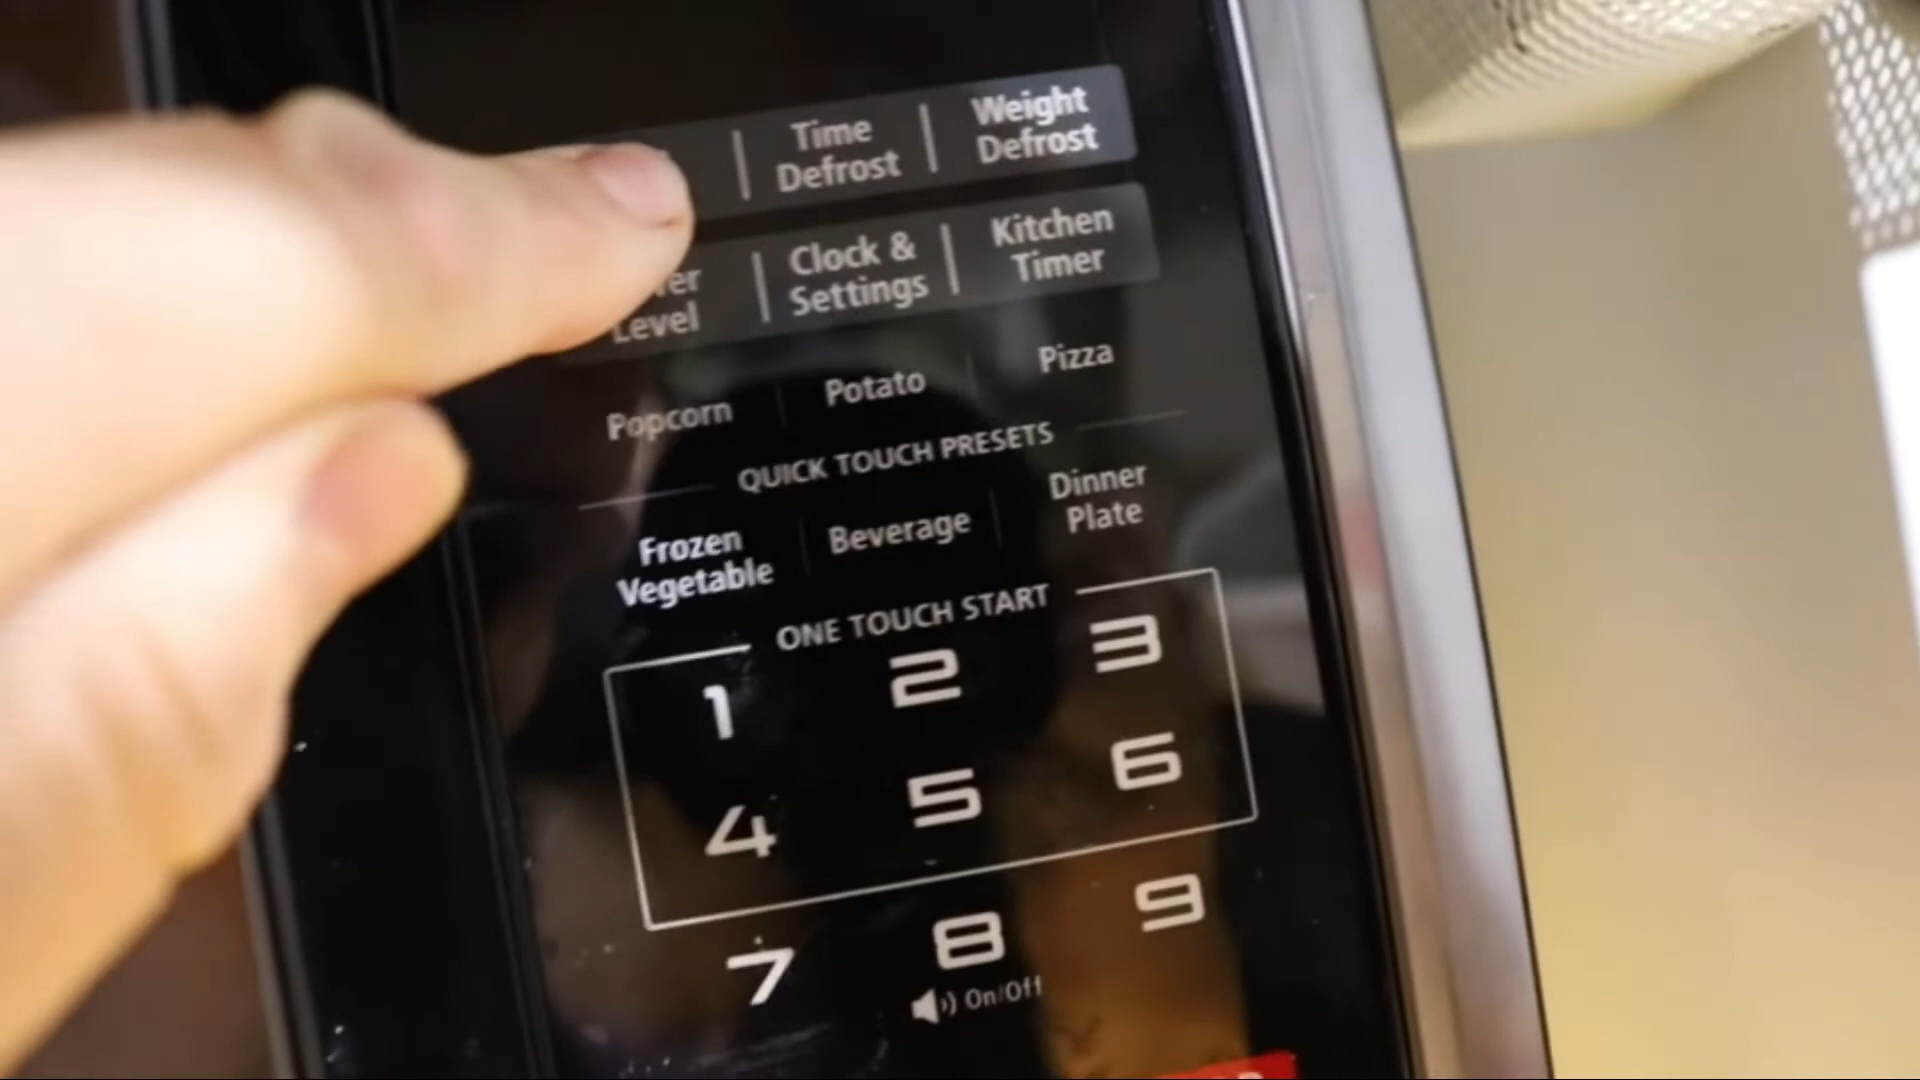 Time Defrost
Weight Defrost
Level
Clock & Settings
Kitchen Timer
Popcorn
Potato
Pizza
QUICK TOUCH PRESETS
Frozen Vegetable
Beverage
Dinner Plate
ONE TOUCH START
1 2 3
4 5 6
7 8 9
On/Off